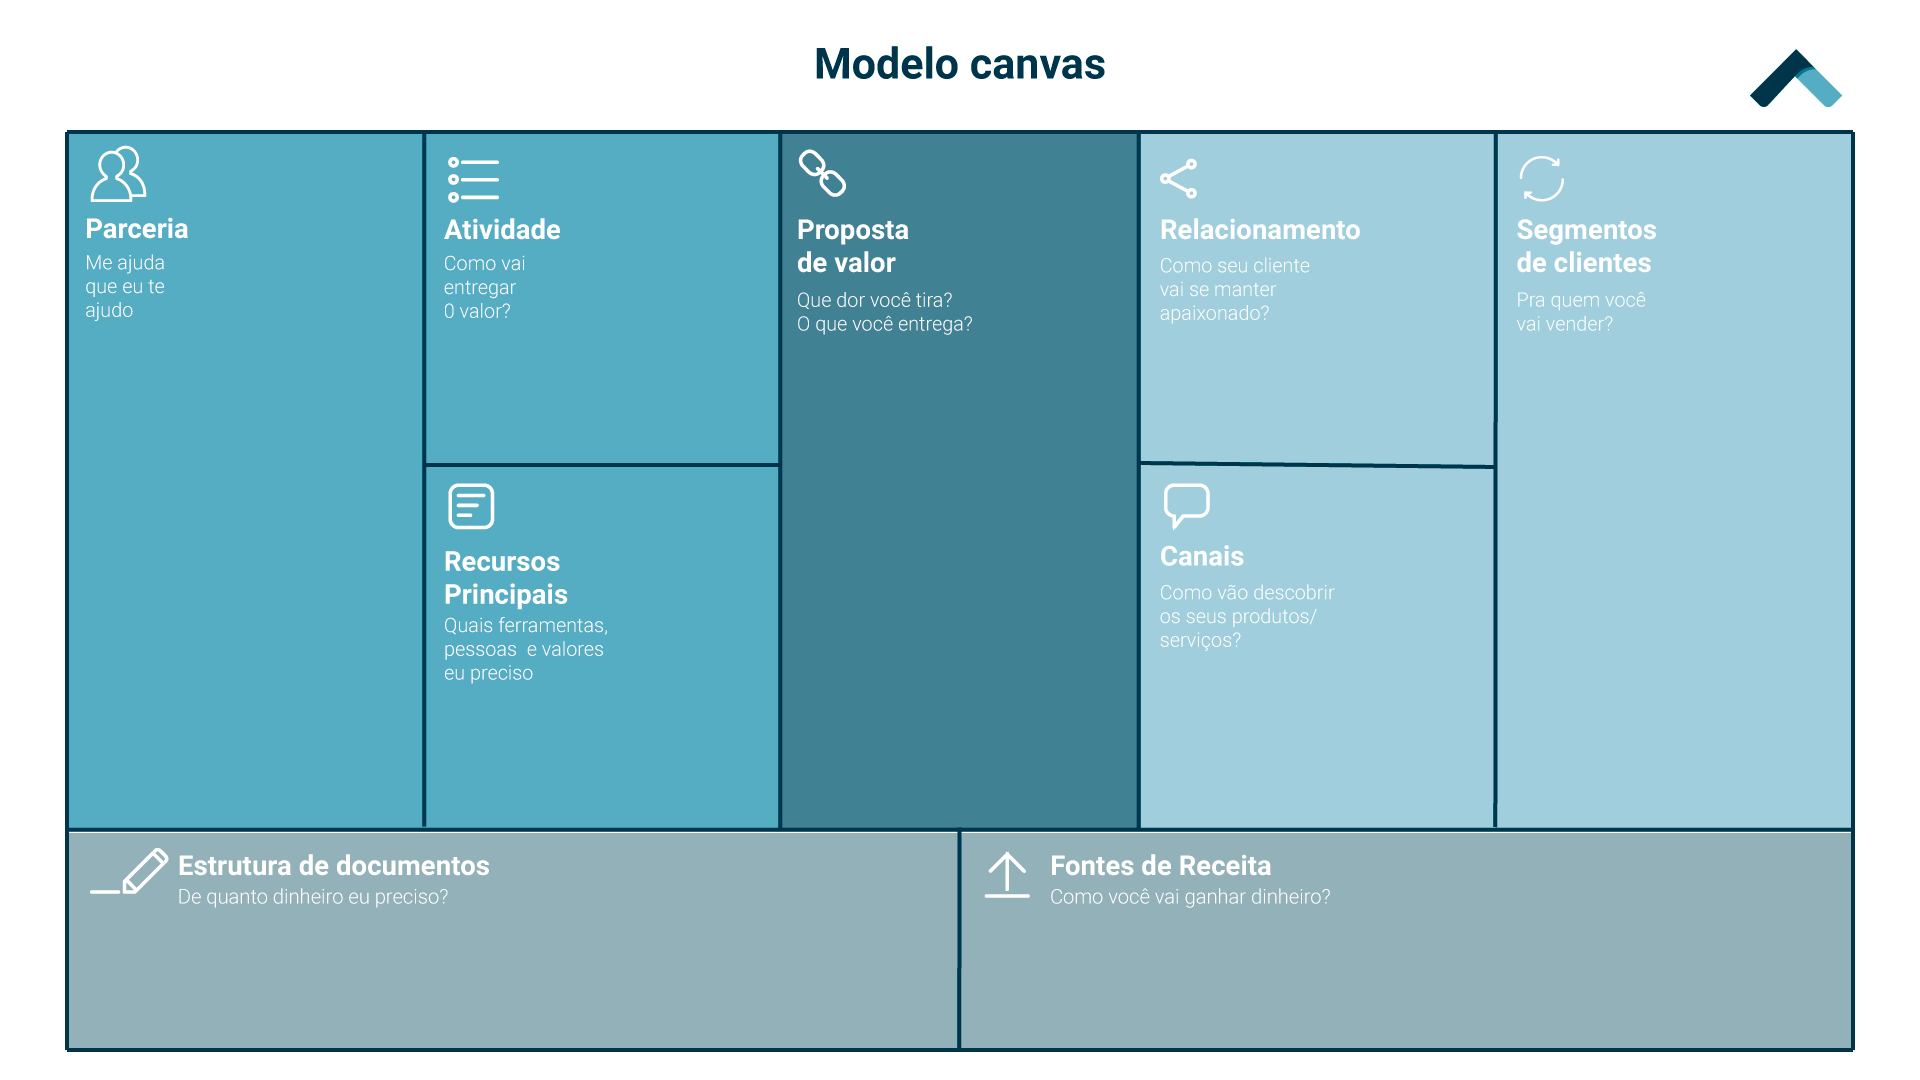 Modelo canvas
Parceria
Me ajuda
que eu te
ajudo
Atividade
Como vai
entregar
0 valor?
Recursos
Principais
Quais ferramentas,
pessoas  e valores
eu preciso
Proposta
de valor
Que dor você tira?
O que você entrega?
Relacionamento
Como seu cliente
vai se manter
apaixonado?
Canais
Como vão descobrir
os seus produtos/
serviços?
Segmentos
de clientes
Pra quem você
vai vender?
Estrutura de documentos
De quanto dinheiro eu preciso?
Fontes de Receita
Como você vai ganhar dinheiro?